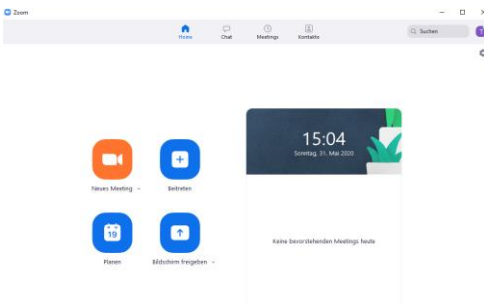 Zoom
Home Chat Meetings Kontakte
Suchen
T
15:04
Sonntag, 31. Mai 2020
Neues Meeting
Beitreten
19
Planen
Bildschirm freigeben
Keine bevorstehenden Meetings heute